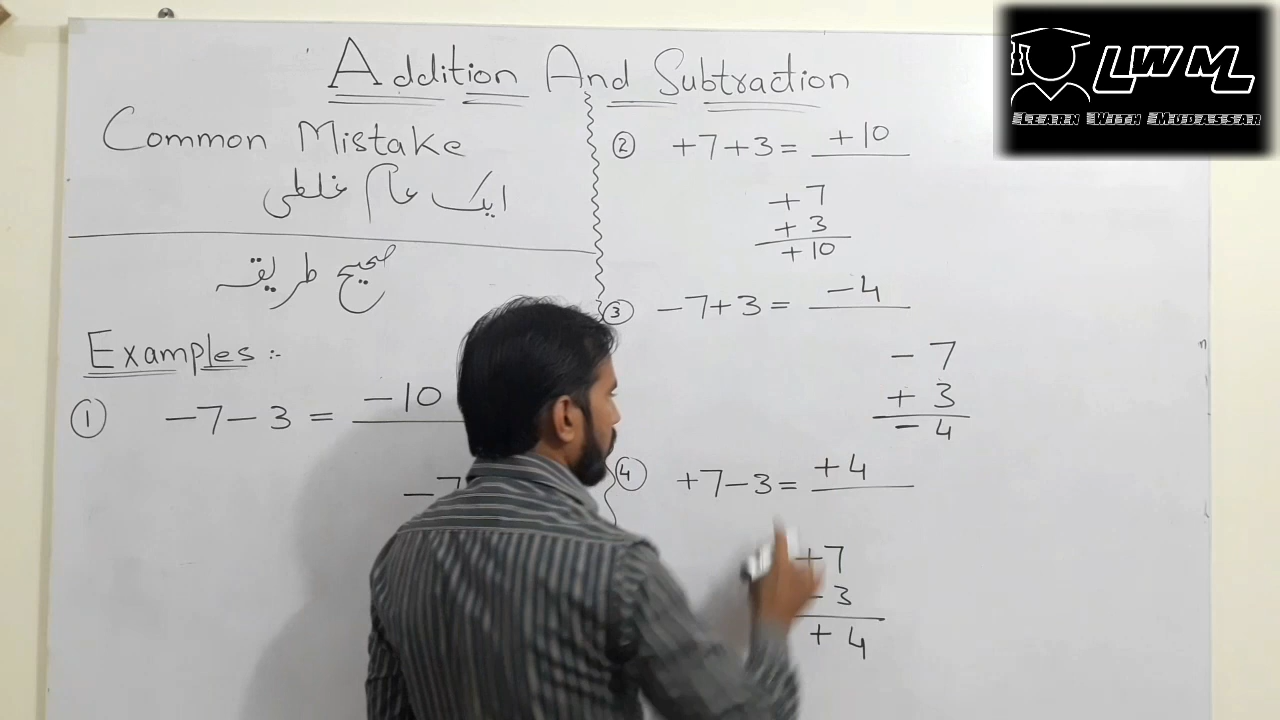 Addition And Subtraction
Common Mistake
ایک عام غلطی
صحیح طریقہ
Examples :-
① -7-3 = -10
-7
② +7+3 = +10
+7
+3
+10
③ -7+3 = -4
-7
+3
-4
④ +7-3 = +4
+7
-3
+4
LWM
LEARN WITH MUDASSAR